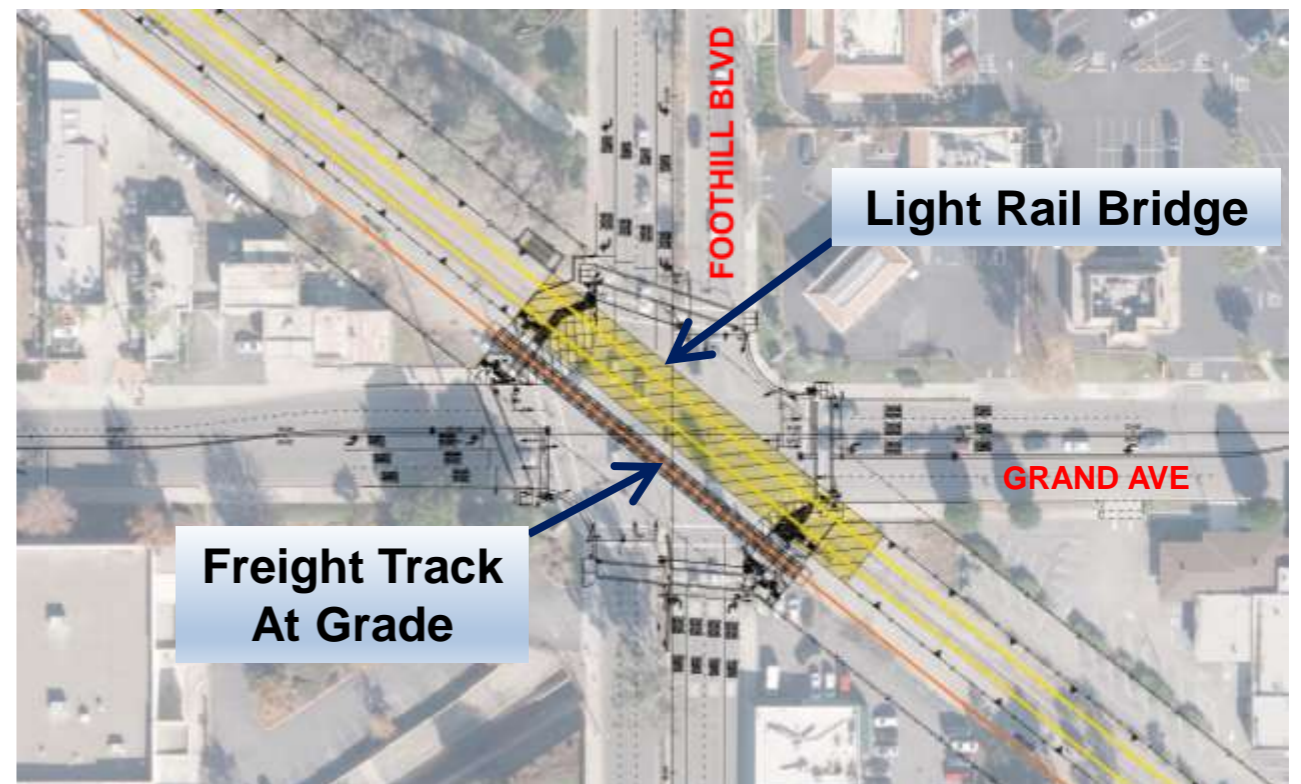 FOOTHILL BLVD
Light Rail Bridge
GRAND AVE
Freight Track
At Grade